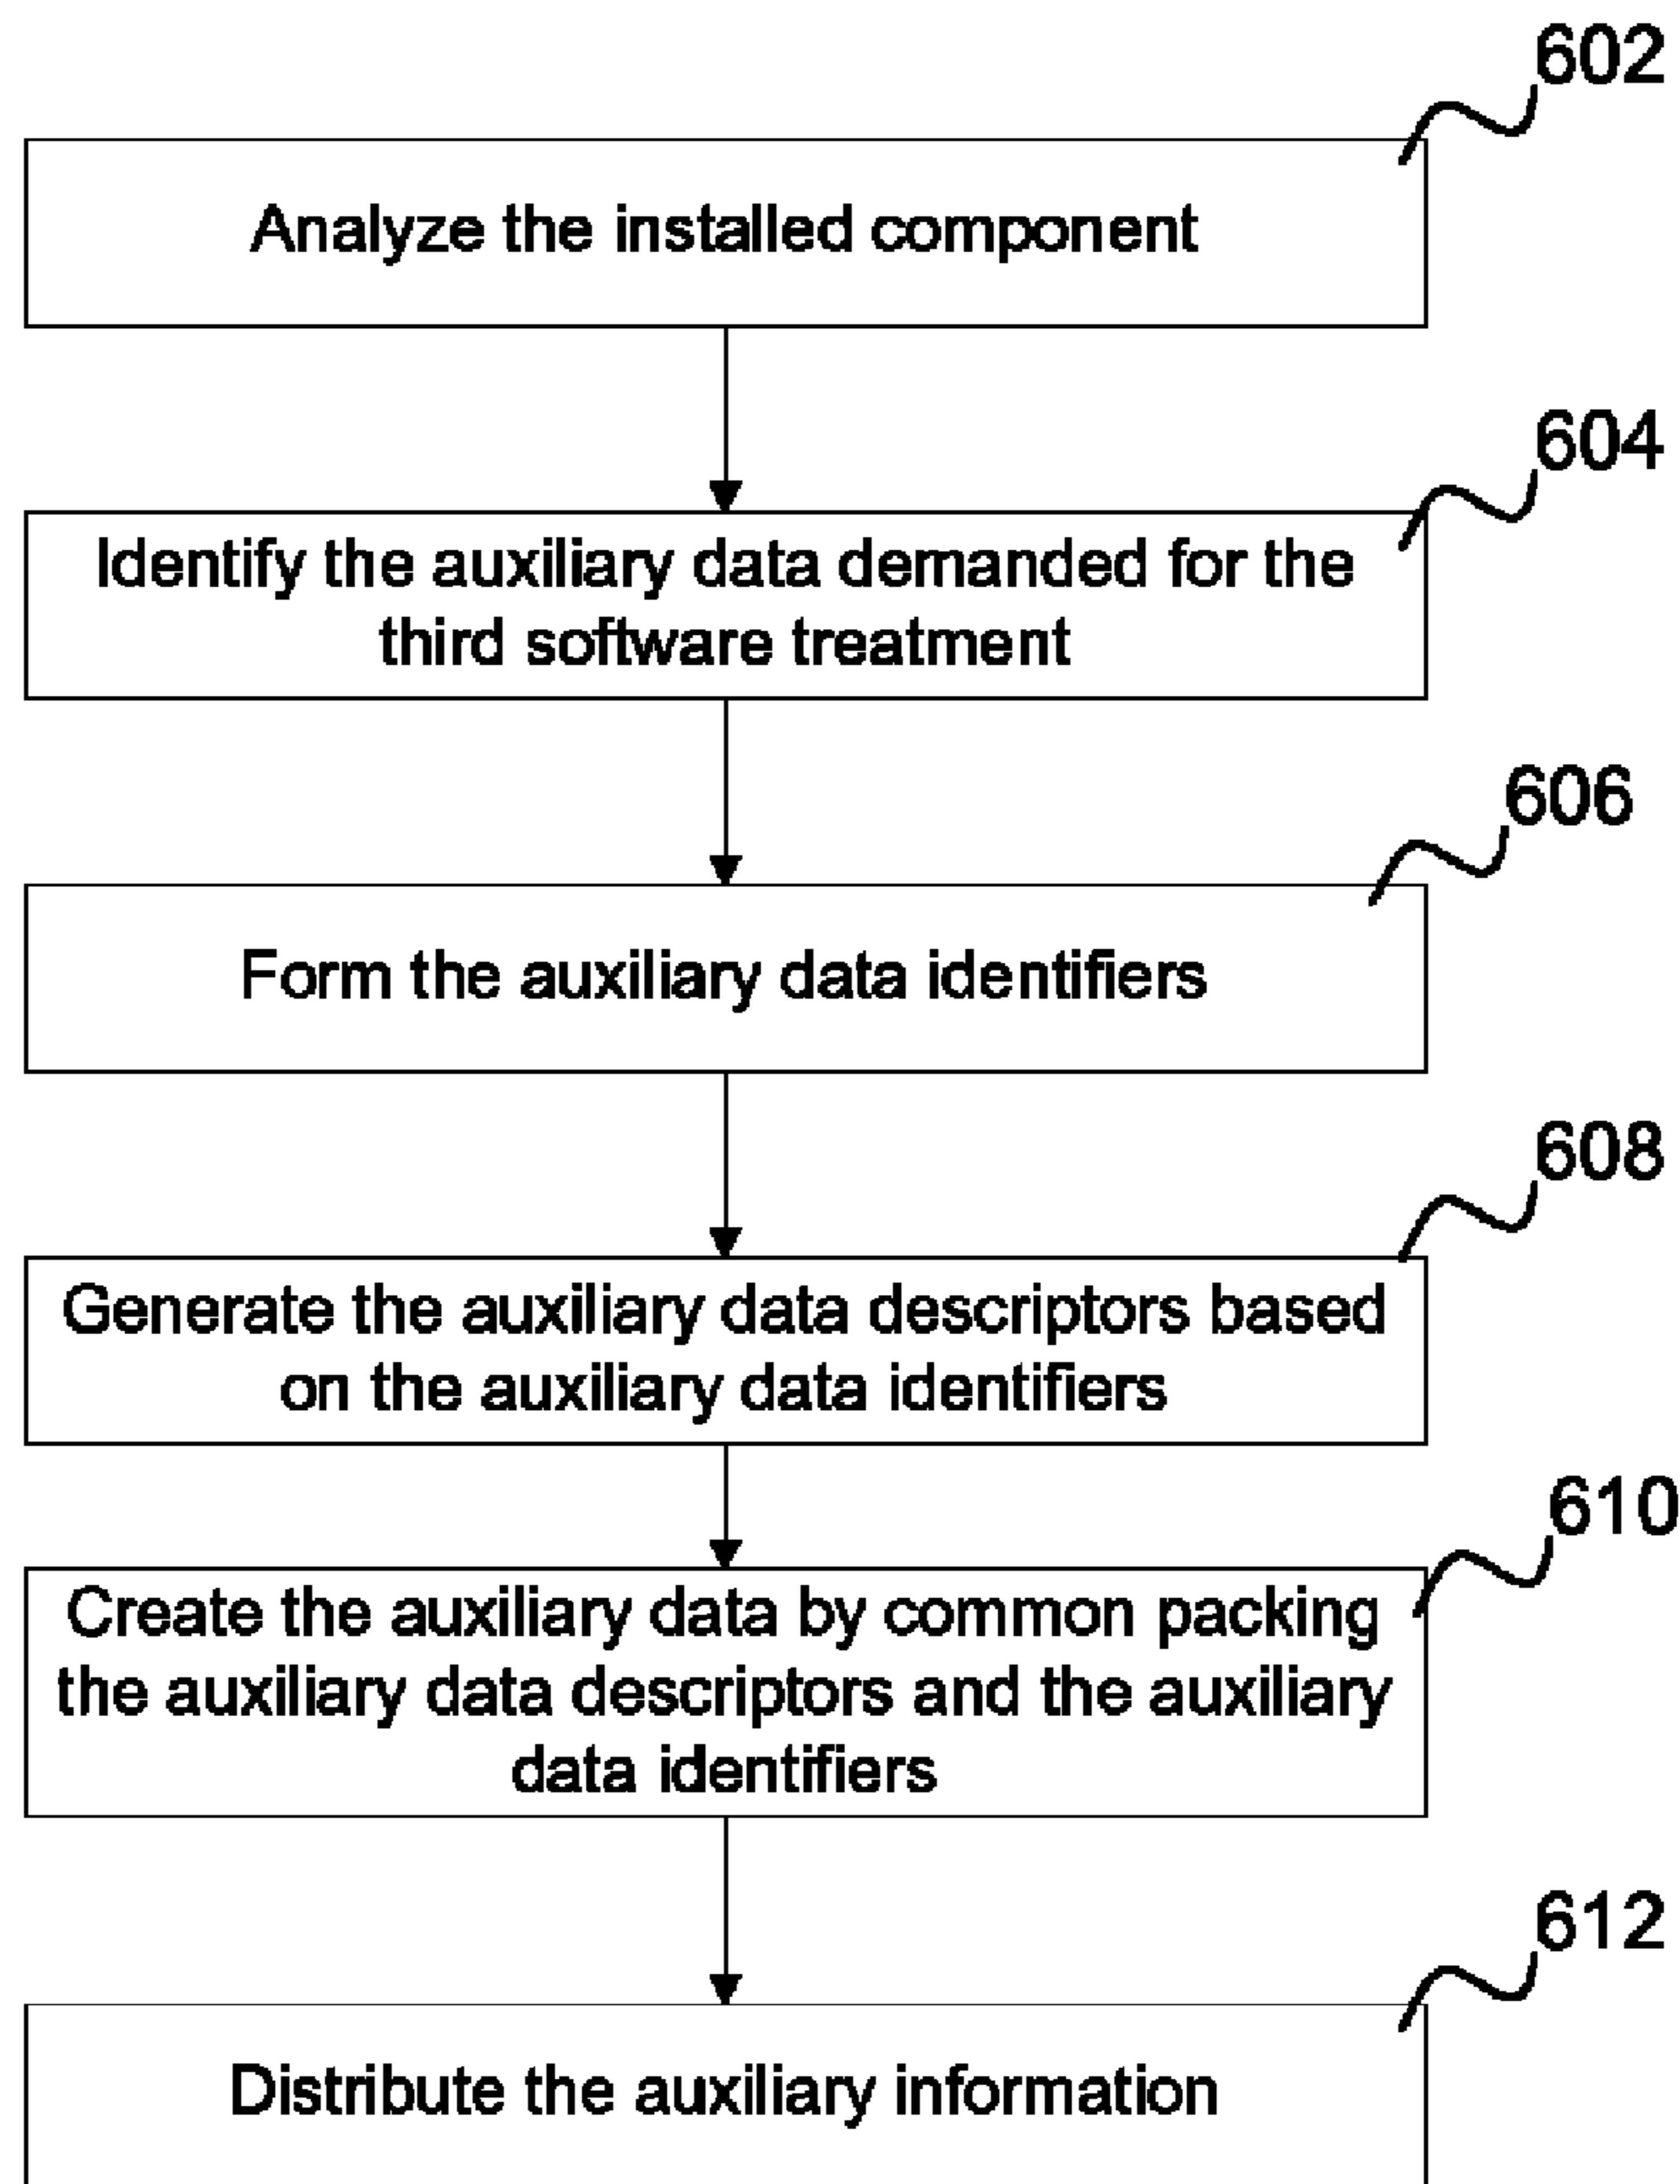 602
Analyze the installed component
604
Identify the auxiliary data demanded for the
third software treatment
606
Form the auxiliary data identifiers
608
Generate the auxiliary data descriptors based
on the auxiliary data identifiers
610
Create the auxiliary data by common packing
the auxiliary data descriptors and the auxiliary
data identifiers
612
Distribute the auxiliary information